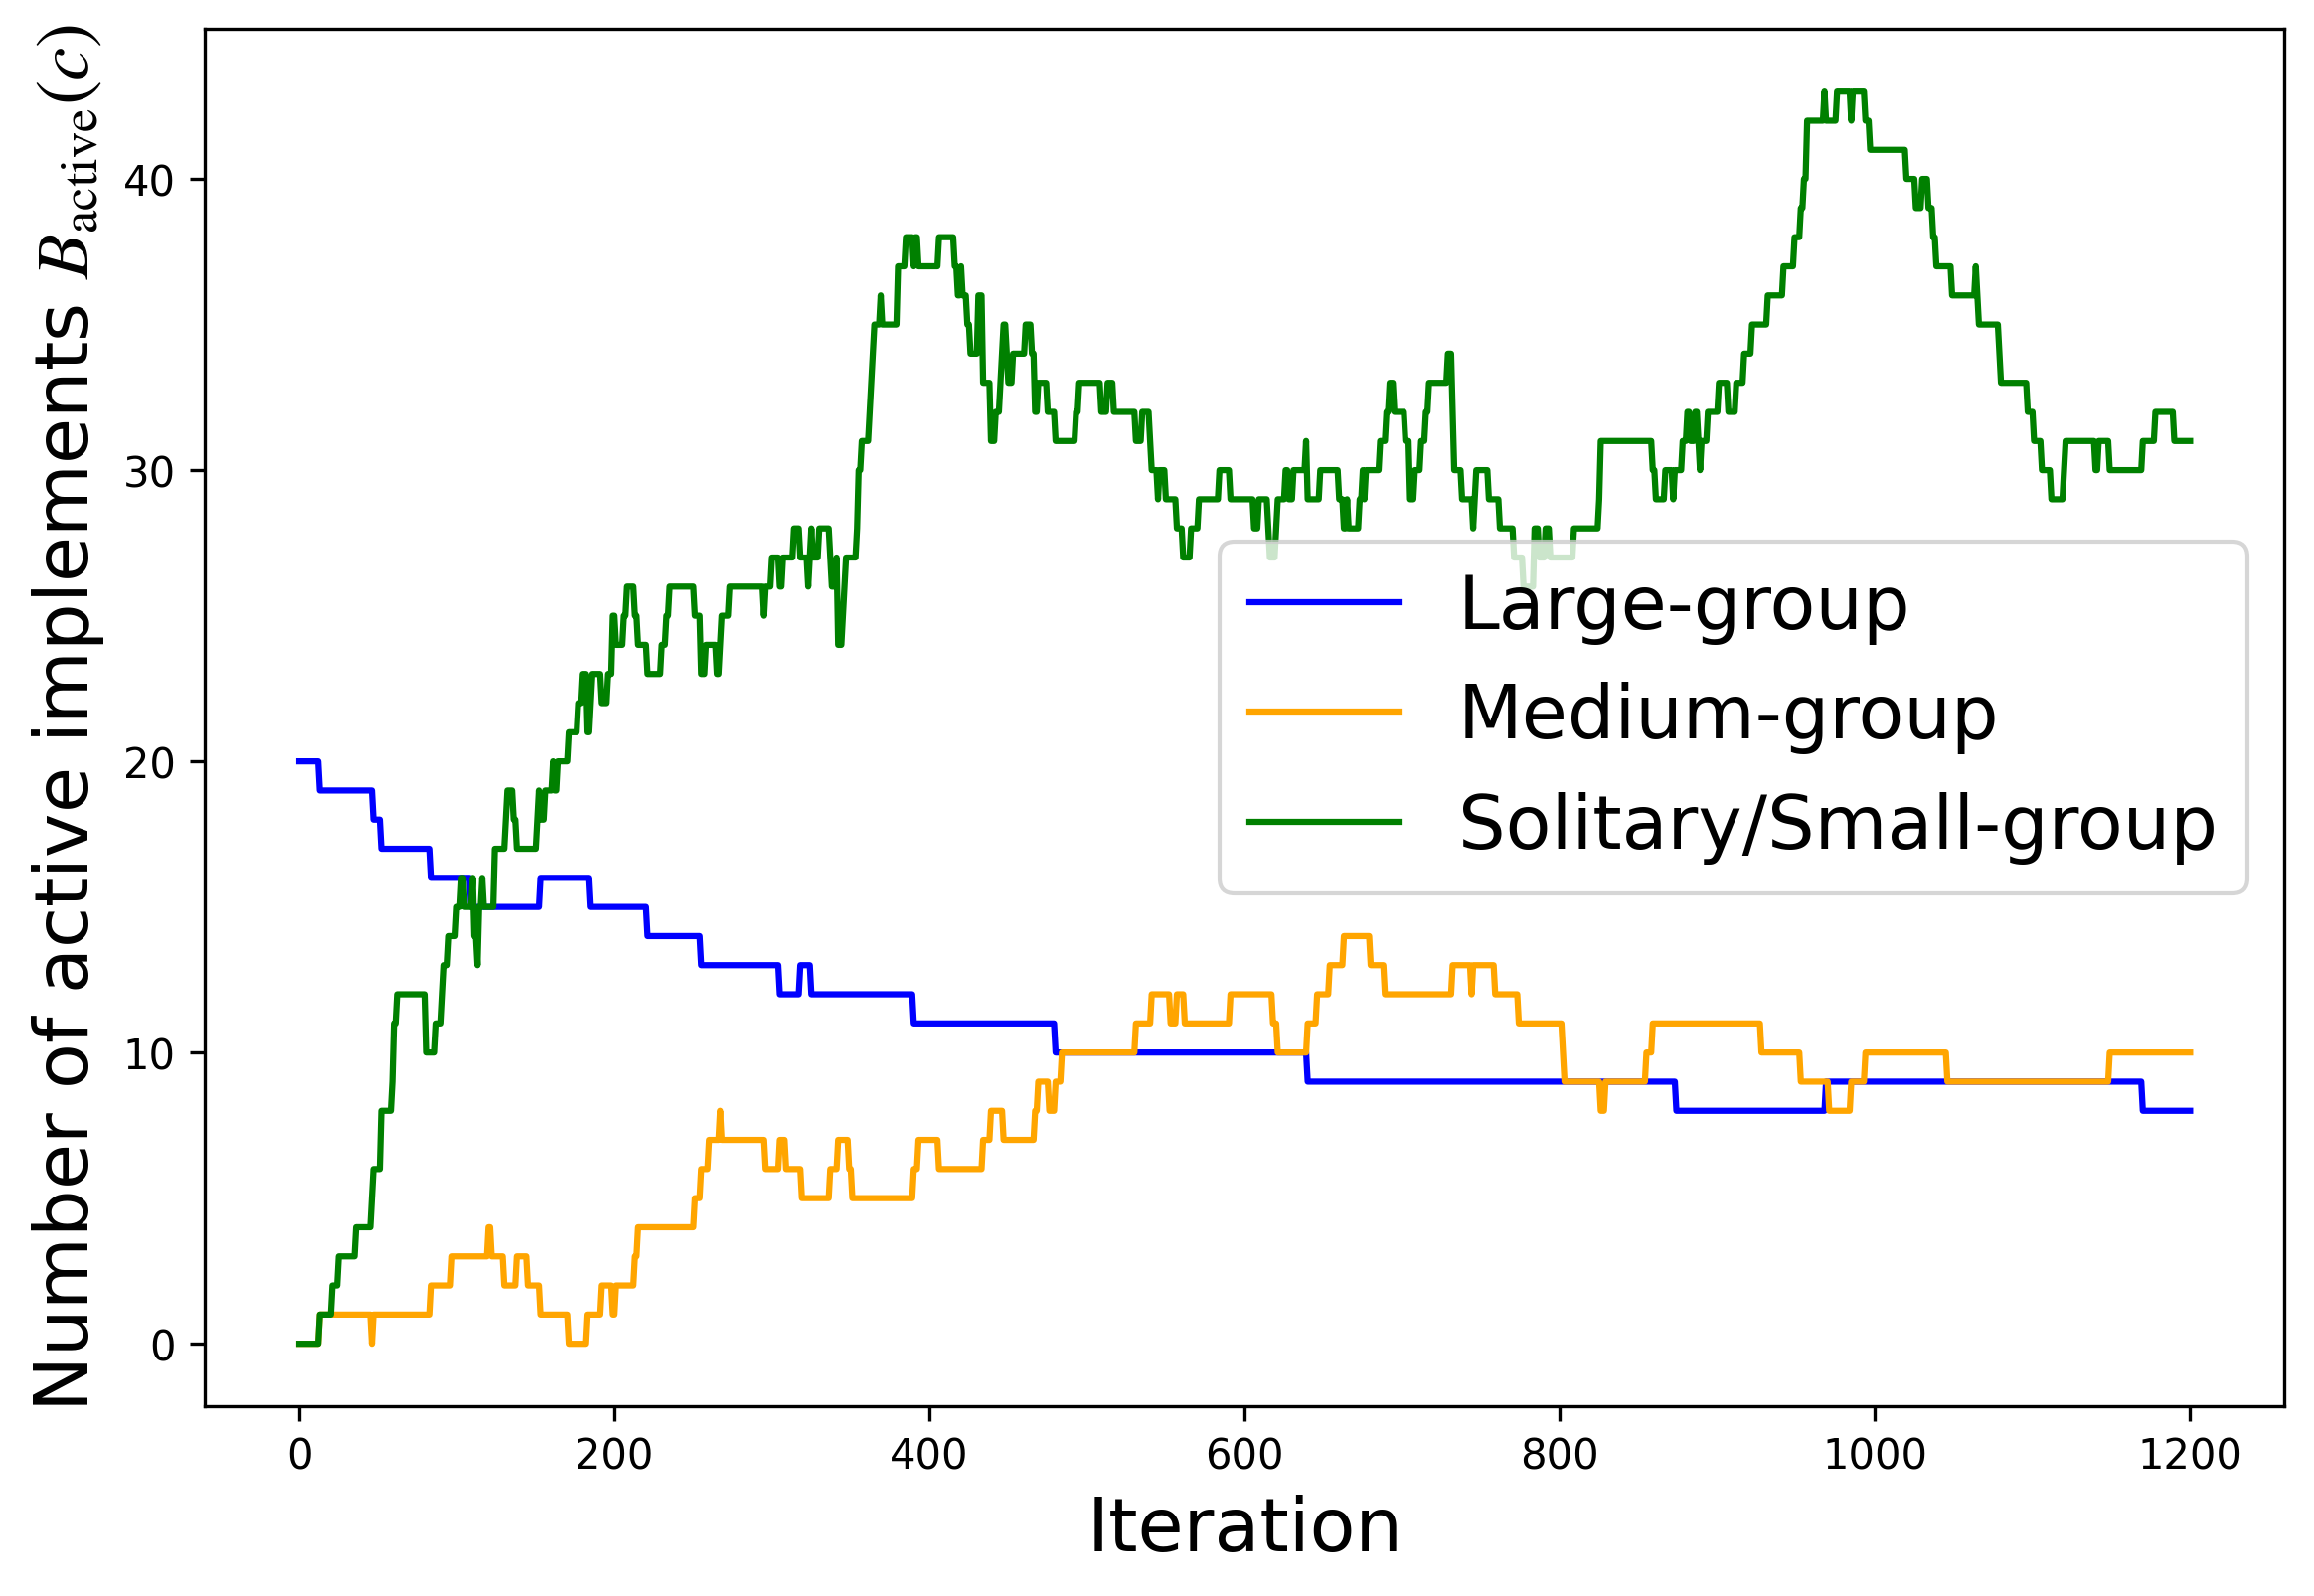 Number of active implements B_active(c)
40
30
20
10
0
Large-group
Medium-group
Solitary/Small-group
0 200 400 600 800 1000 1200
Iteration